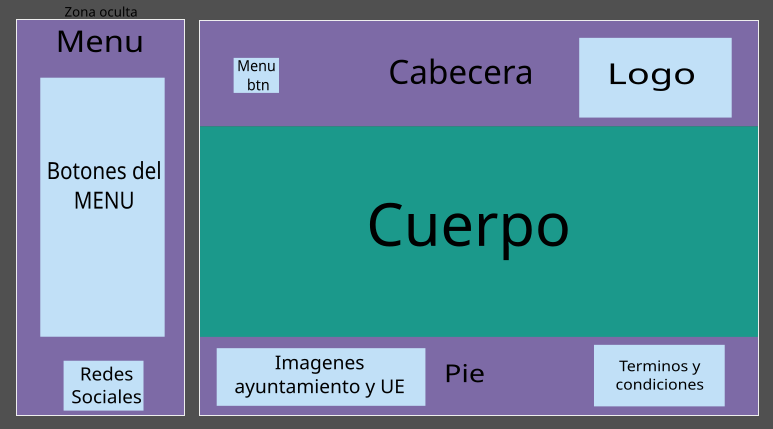 Zona oculta
Menu
Botones del
MENU
Redes
Sociales
Menu
btn
Cabecera
Logo
Cuerpo
Imagenes
ayuntamiento y UE
Pie
Terminos y
condiciones